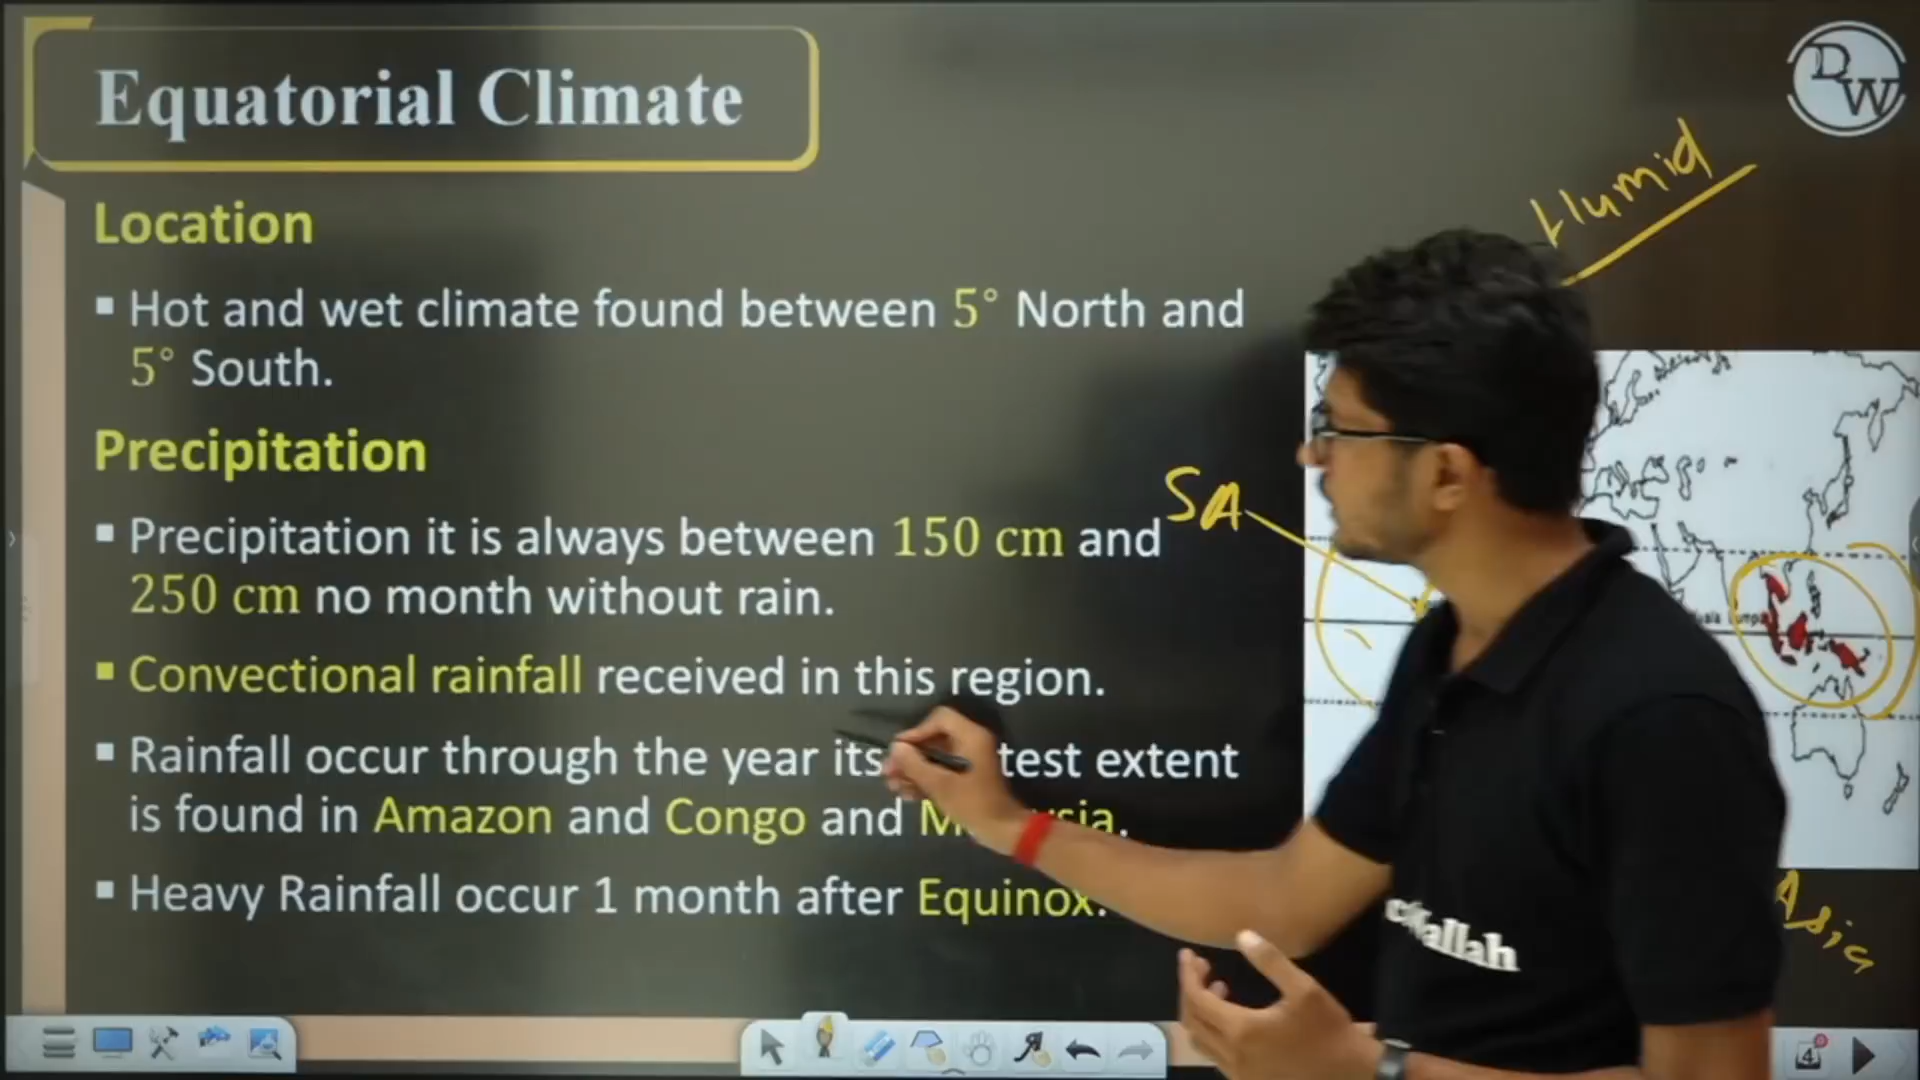 Equatorial Climate
PW
Humid
Location
▪ Hot and wet climate found between 5° North and
5° South.
Precipitation
SA
▪ Precipitation it is always between 150 cm and
250 cm no month without rain.
▪ Convectional rainfall received in this region.
▪ Rainfall occur through the year its test extent
is found in Amazon and Congo and
▪ Heavy Rainfall occur 1 month after Equinox.
Asia
Wallah
4